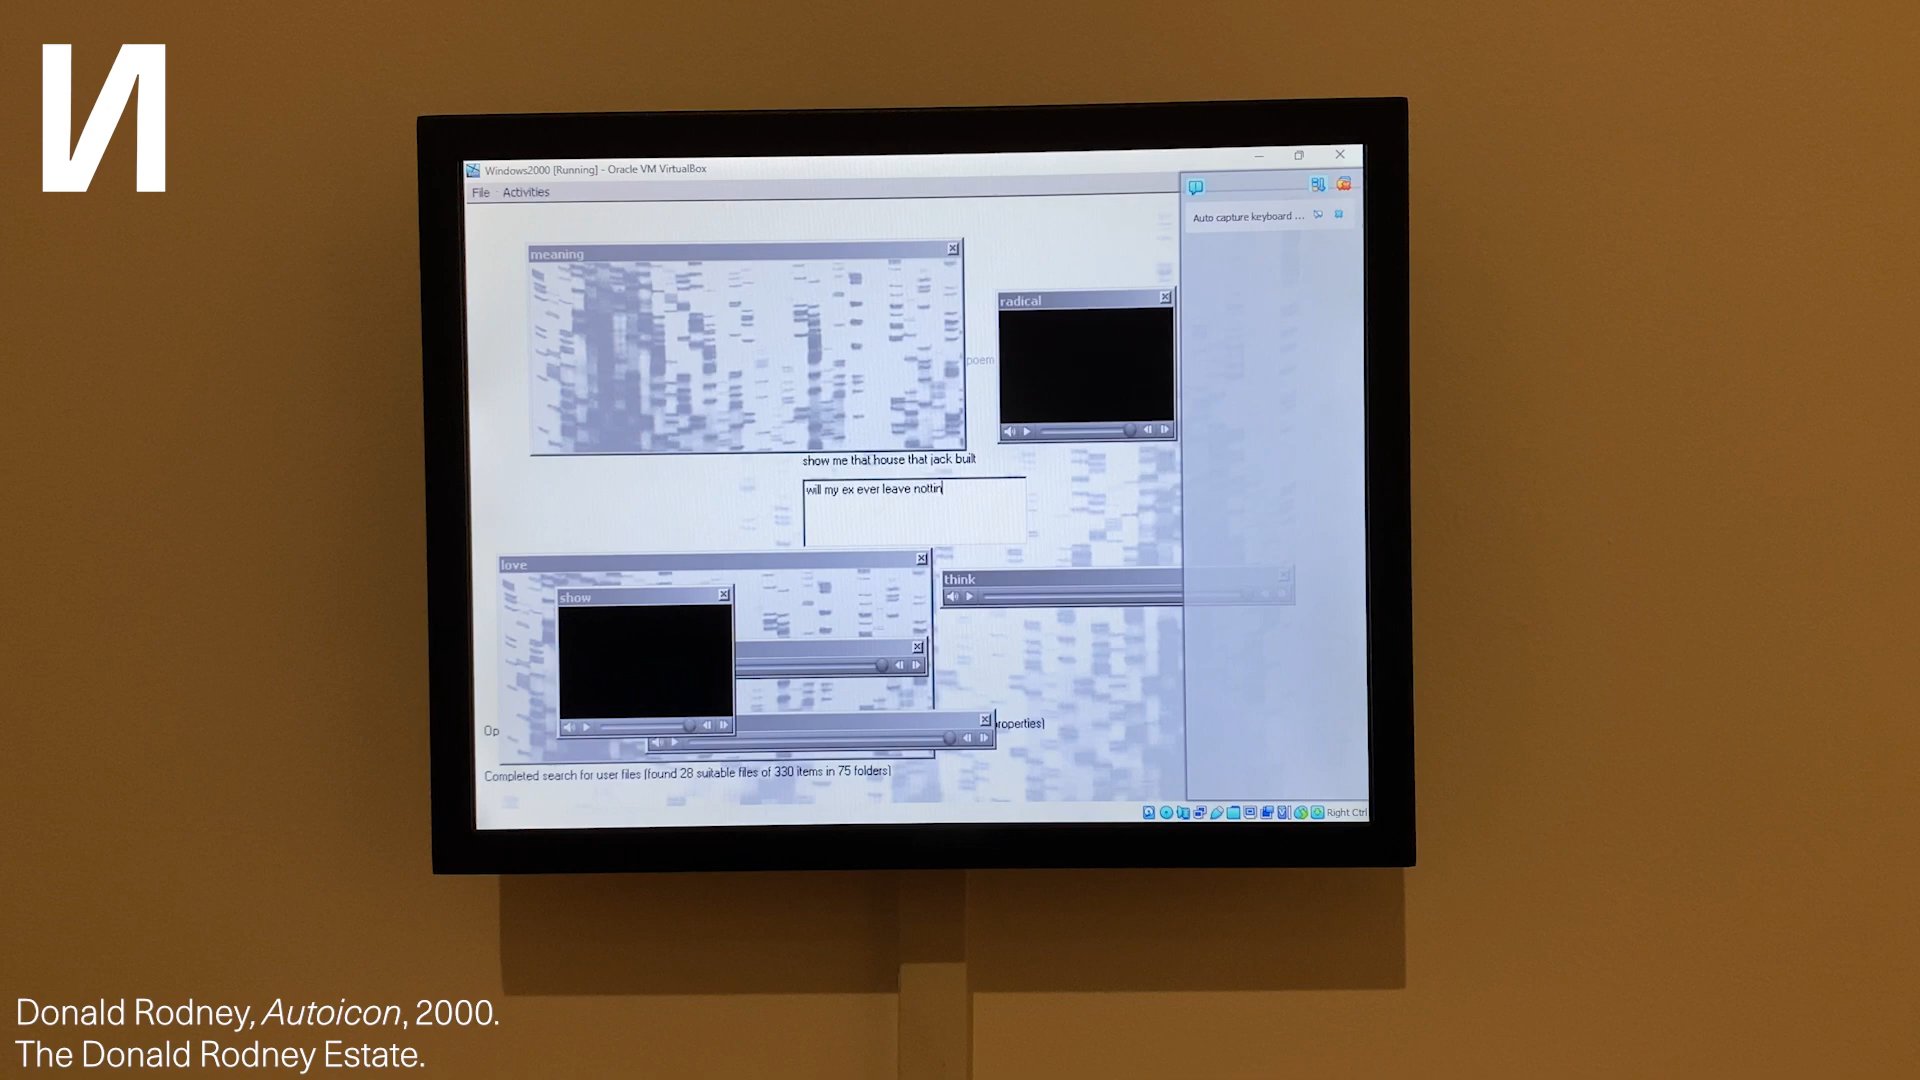 И
Windows2000 [Running] - Oracle VM VirtualBox
File Activities
Auto capture keyboard ...
meaning
radical
poem
show me that house that jack built
will my ex ever leave nottin
love
think
show
Op
roperties)
Completed search for user files (found 28 suitable files of 330 items in 75 folders)
Right Ctrl
Donald Rodney, Autoicon, 2000.
The Donald Rodney Estate.